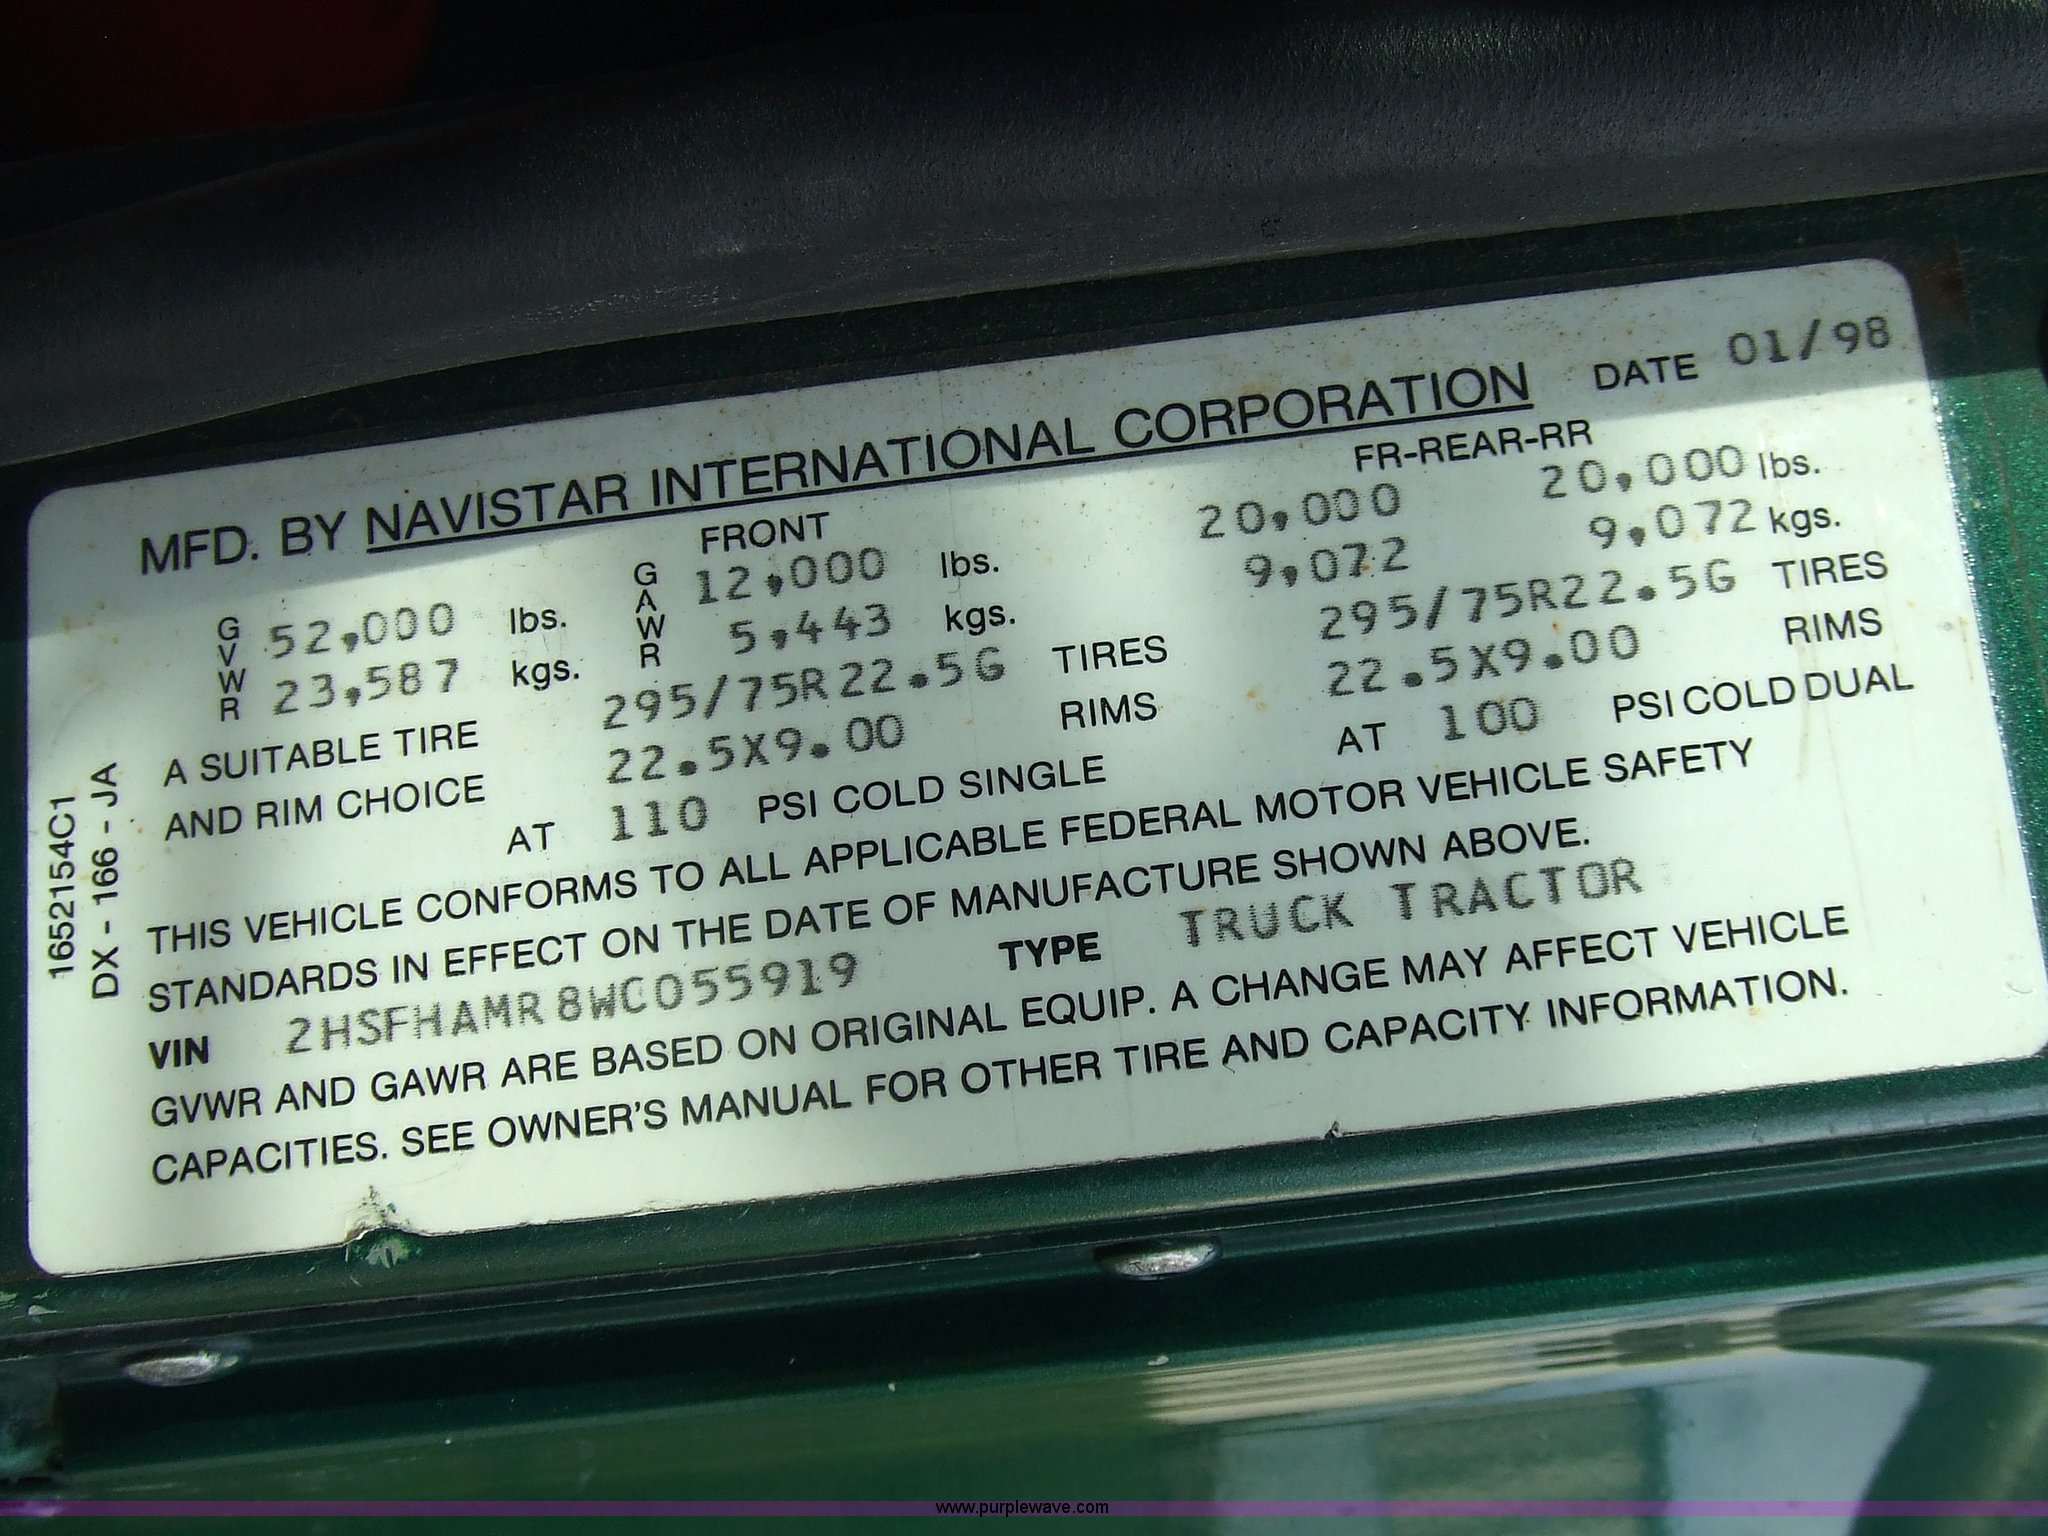 MFD. BY NAVISTAR INTERNATIONAL CORPORATION DATE 01/98
FRONT FR-REAR-RR
GVWR 52,000 lbs. GAWR 12,000 lbs. 20,000 20,000 lbs.
23,587 kgs. 5,443 kgs. 9,072 9,072 kgs.
A SUITABLE TIRE 295/75R22.5G TIRES 295/75R22.5G TIRES
AND RIM CHOICE 22.5X9.00 RIMS 22.5X9.00 RIMS
AT 110 PSI COLD SINGLE AT 100 PSI COLD DUAL
THIS VEHICLE CONFORMS TO ALL APPLICABLE FEDERAL MOTOR VEHICLE SAFETY
STANDARDS IN EFFECT ON THE DATE OF MANUFACTURE SHOWN ABOVE.
VIN 2HSFHAMR8WC055919 TYPE TRUCK TRACTOR
GVWR AND GAWR ARE BASED ON ORIGINAL EQUIP. A CHANGE MAY AFFECT VEHICLE
CAPACITIES. SEE OWNER'S MANUAL FOR OTHER TIRE AND CAPACITY INFORMATION.
1652154C1
DX - 166 - JA
www.purplewave.com